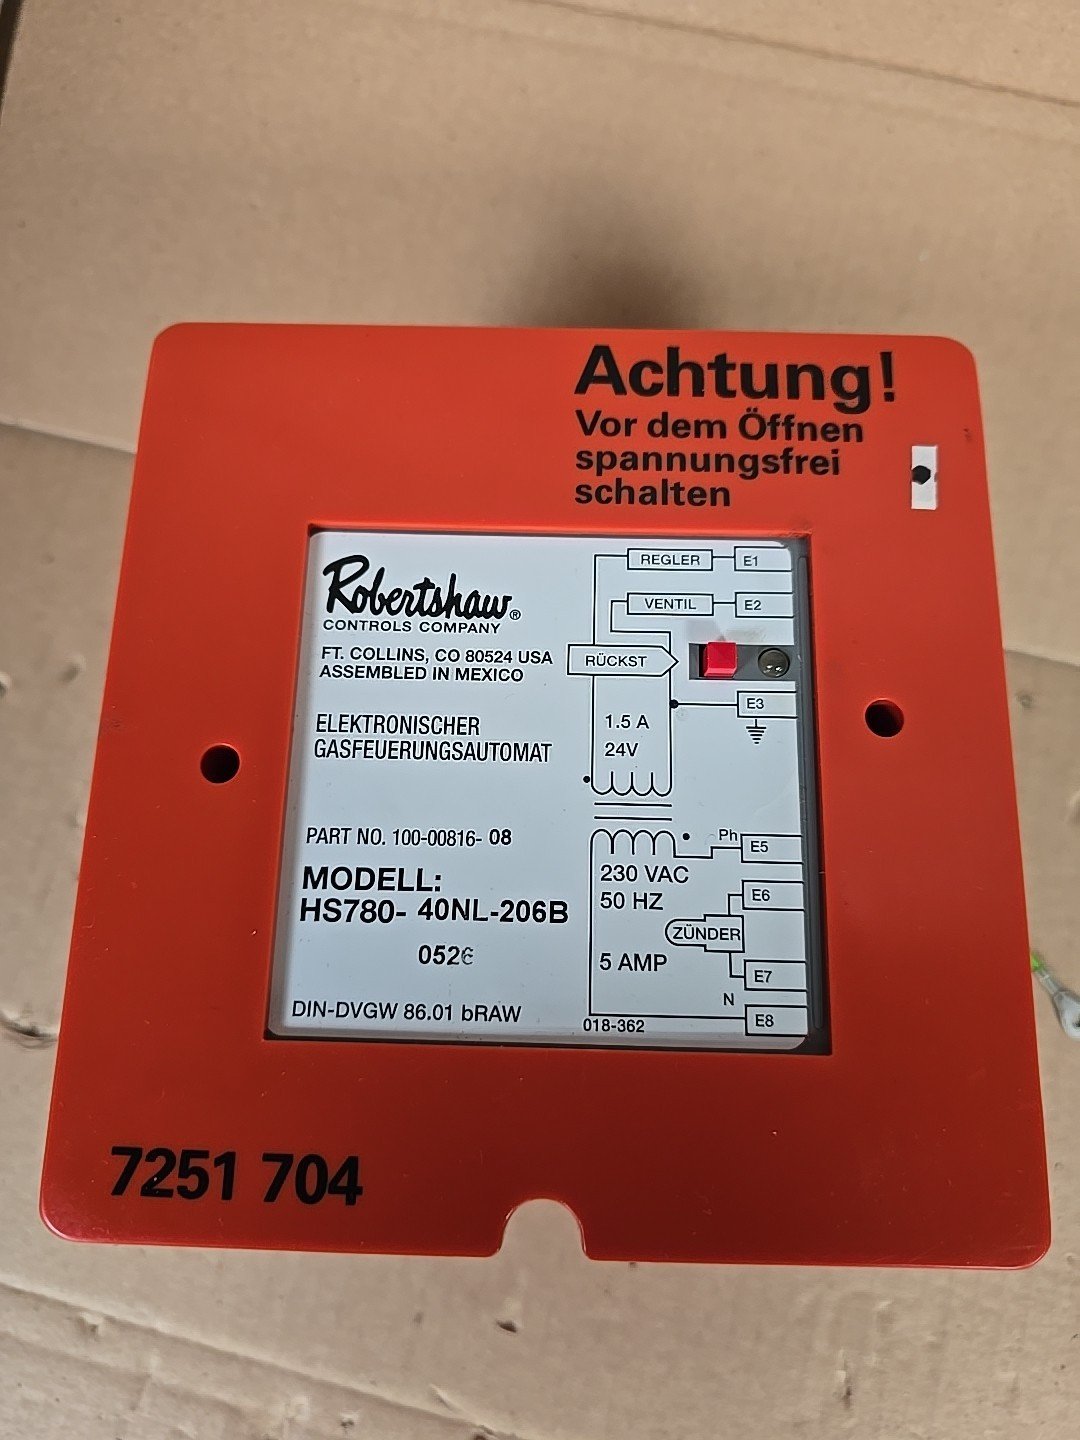 Achtung!
Vor dem Öffnen
spannungsfrei
schalten
Robertshaw®
CONTROLS COMPANY
FT. COLLINS, CO 80524 USA
ASSEMBLED IN MEXICO
ELEKTRONISCHER
GASFEUERUNGSAUTOMAT
PART NO. 100-00816- 08
MODELL:
HS780- 40NL-206B
0526
DIN-DVGW 86.01 bRAW
REGLER E1
VENTIL E2
RÜCKST
E3
1.5 A
24V
Ph E5
230 VAC
50 HZ
E6
ZÜNDER
5 AMP
E7
N
E8
018-362
7251 704